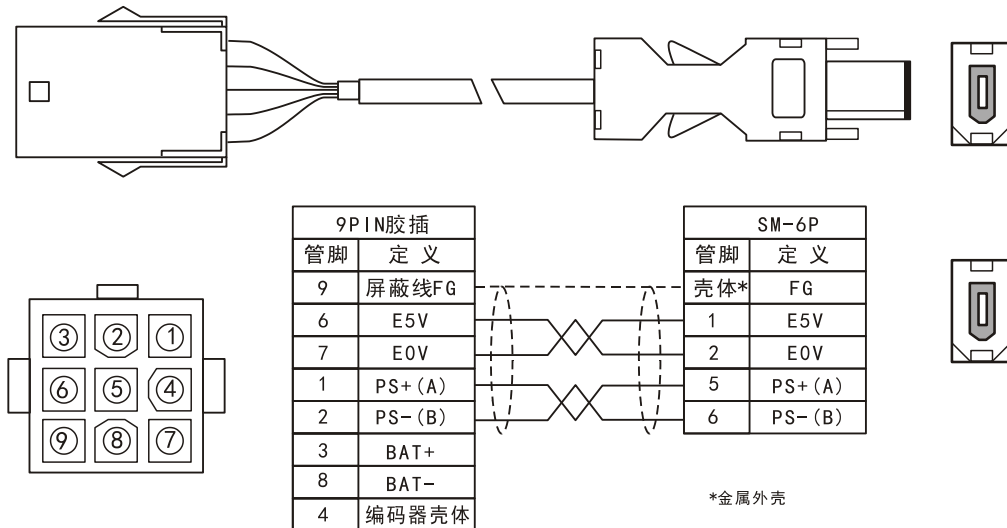 9PIN胶插
管脚 定 义
9 屏蔽线FG
6 E5V
7 E0V
1 PS+(A)
2 PS-(B)
3 BAT+
8 BAT-
4 编码器壳体
SM-6P
管脚 定 义
壳体* FG
1 E5V
2 E0V
5 PS+(A)
6 PS-(B)
*金属外壳
③ ② ①
⑥ ⑤ ④
⑨ ⑧ ⑦